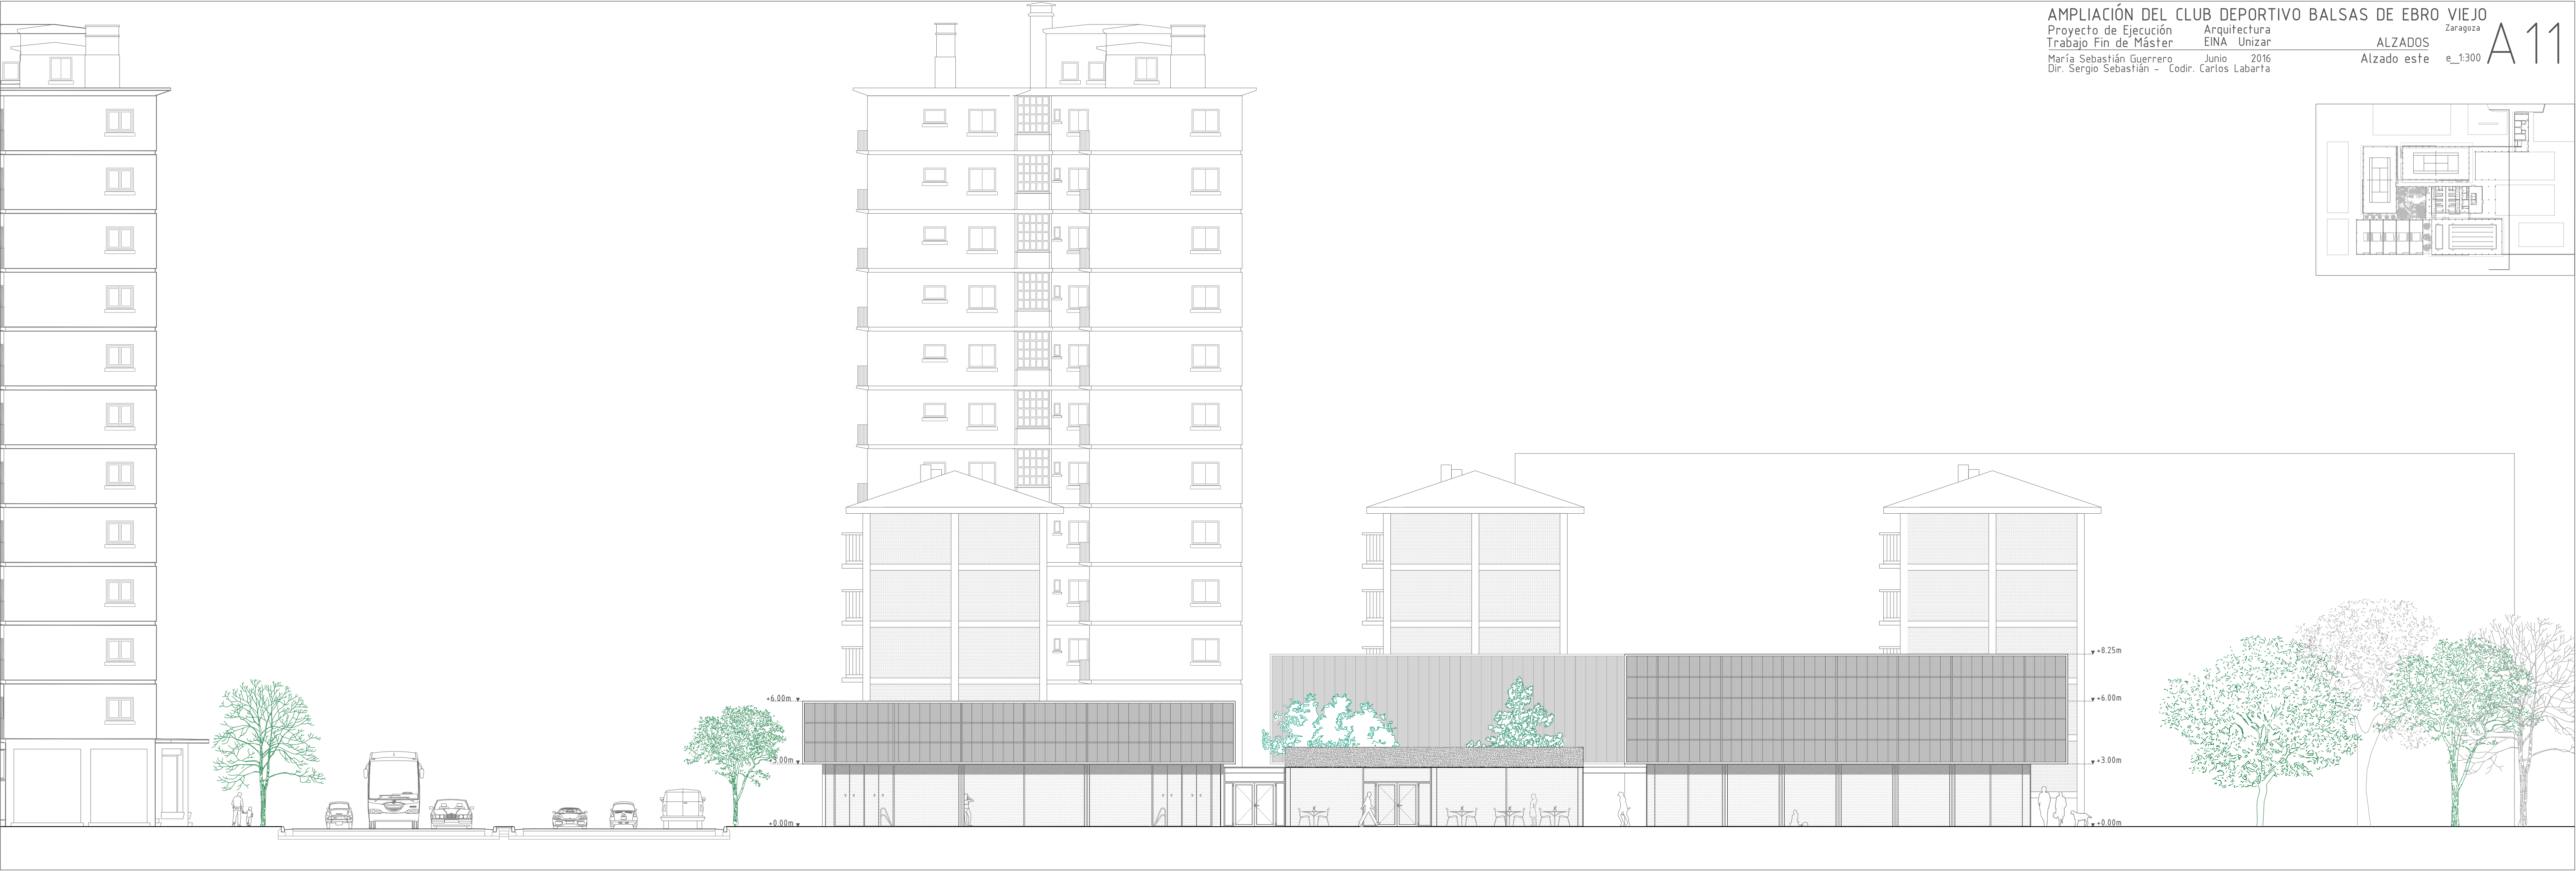 AMPLIACIÓN DEL CLUB DEPORTIVO BALSAS DE EBRO VIEJO
Zaragoza
Proyecto de Ejecución Arquitectura
Trabajo Fin de Máster EINA Unizar ALZADOS
María Sebastián Guerrero Junio 2016 Alzado este e_1:300
Dir. Sergio Sebastián - Codir. Carlos Labarta
A11
+8.25m
+6.00m
+6.00m
+3.00m
+3.00m
+0.00m
+0.00m